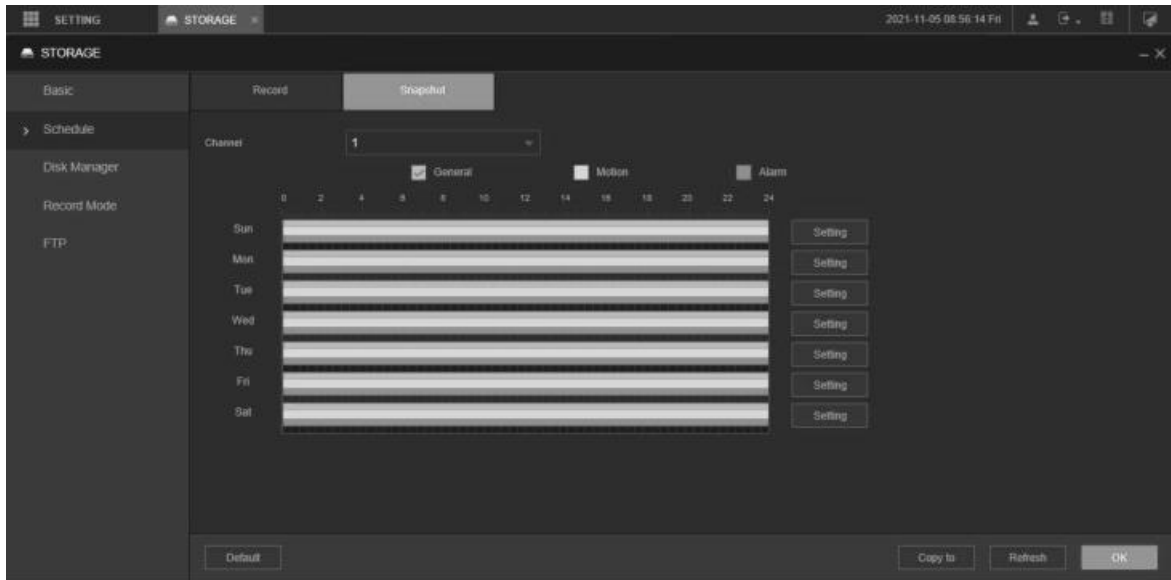 SETTING STORAGE × 2021-11-05 08:56:14 Fri
STORAGE
Basic Record Snapshot
Schedule Channel 1
Disk Manager General Motion Alarm
0 2 4 6 8 10 12 14 16 18 20 22 24
Record Mode
Sun Setting
FTP
Mon Setting
Tue Setting
Wed Setting
Thu Setting
Fri Setting
Sat Setting
Default Copy to Refresh OK